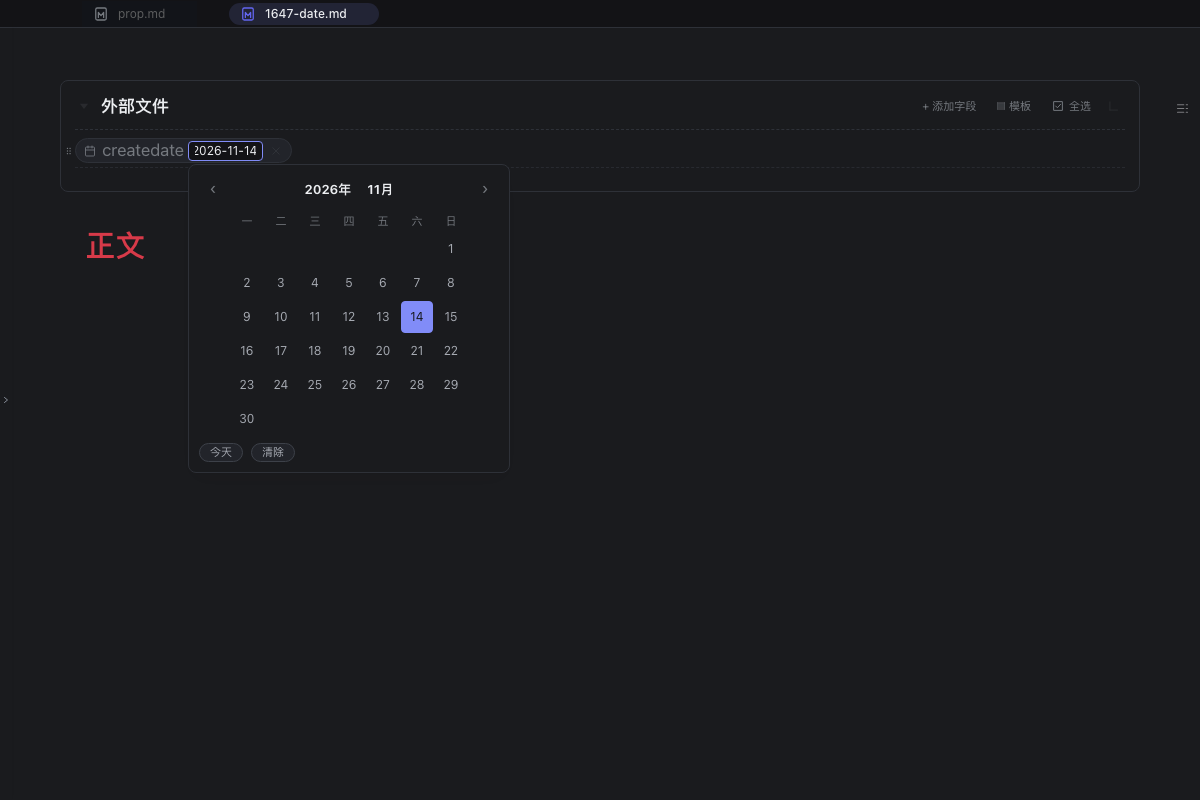 prop.md 1647-date.md
外部文件 + 添加字段 模板 全选
createdate 2026-11-14
2026年 11月
一 二 三 四 五 六 日
1
2 3 4 5 6 7 8
9 10 11 12 13 14 15
16 17 18 19 20 21 22
23 24 25 26 27 28 29
30
今天 清除
正文